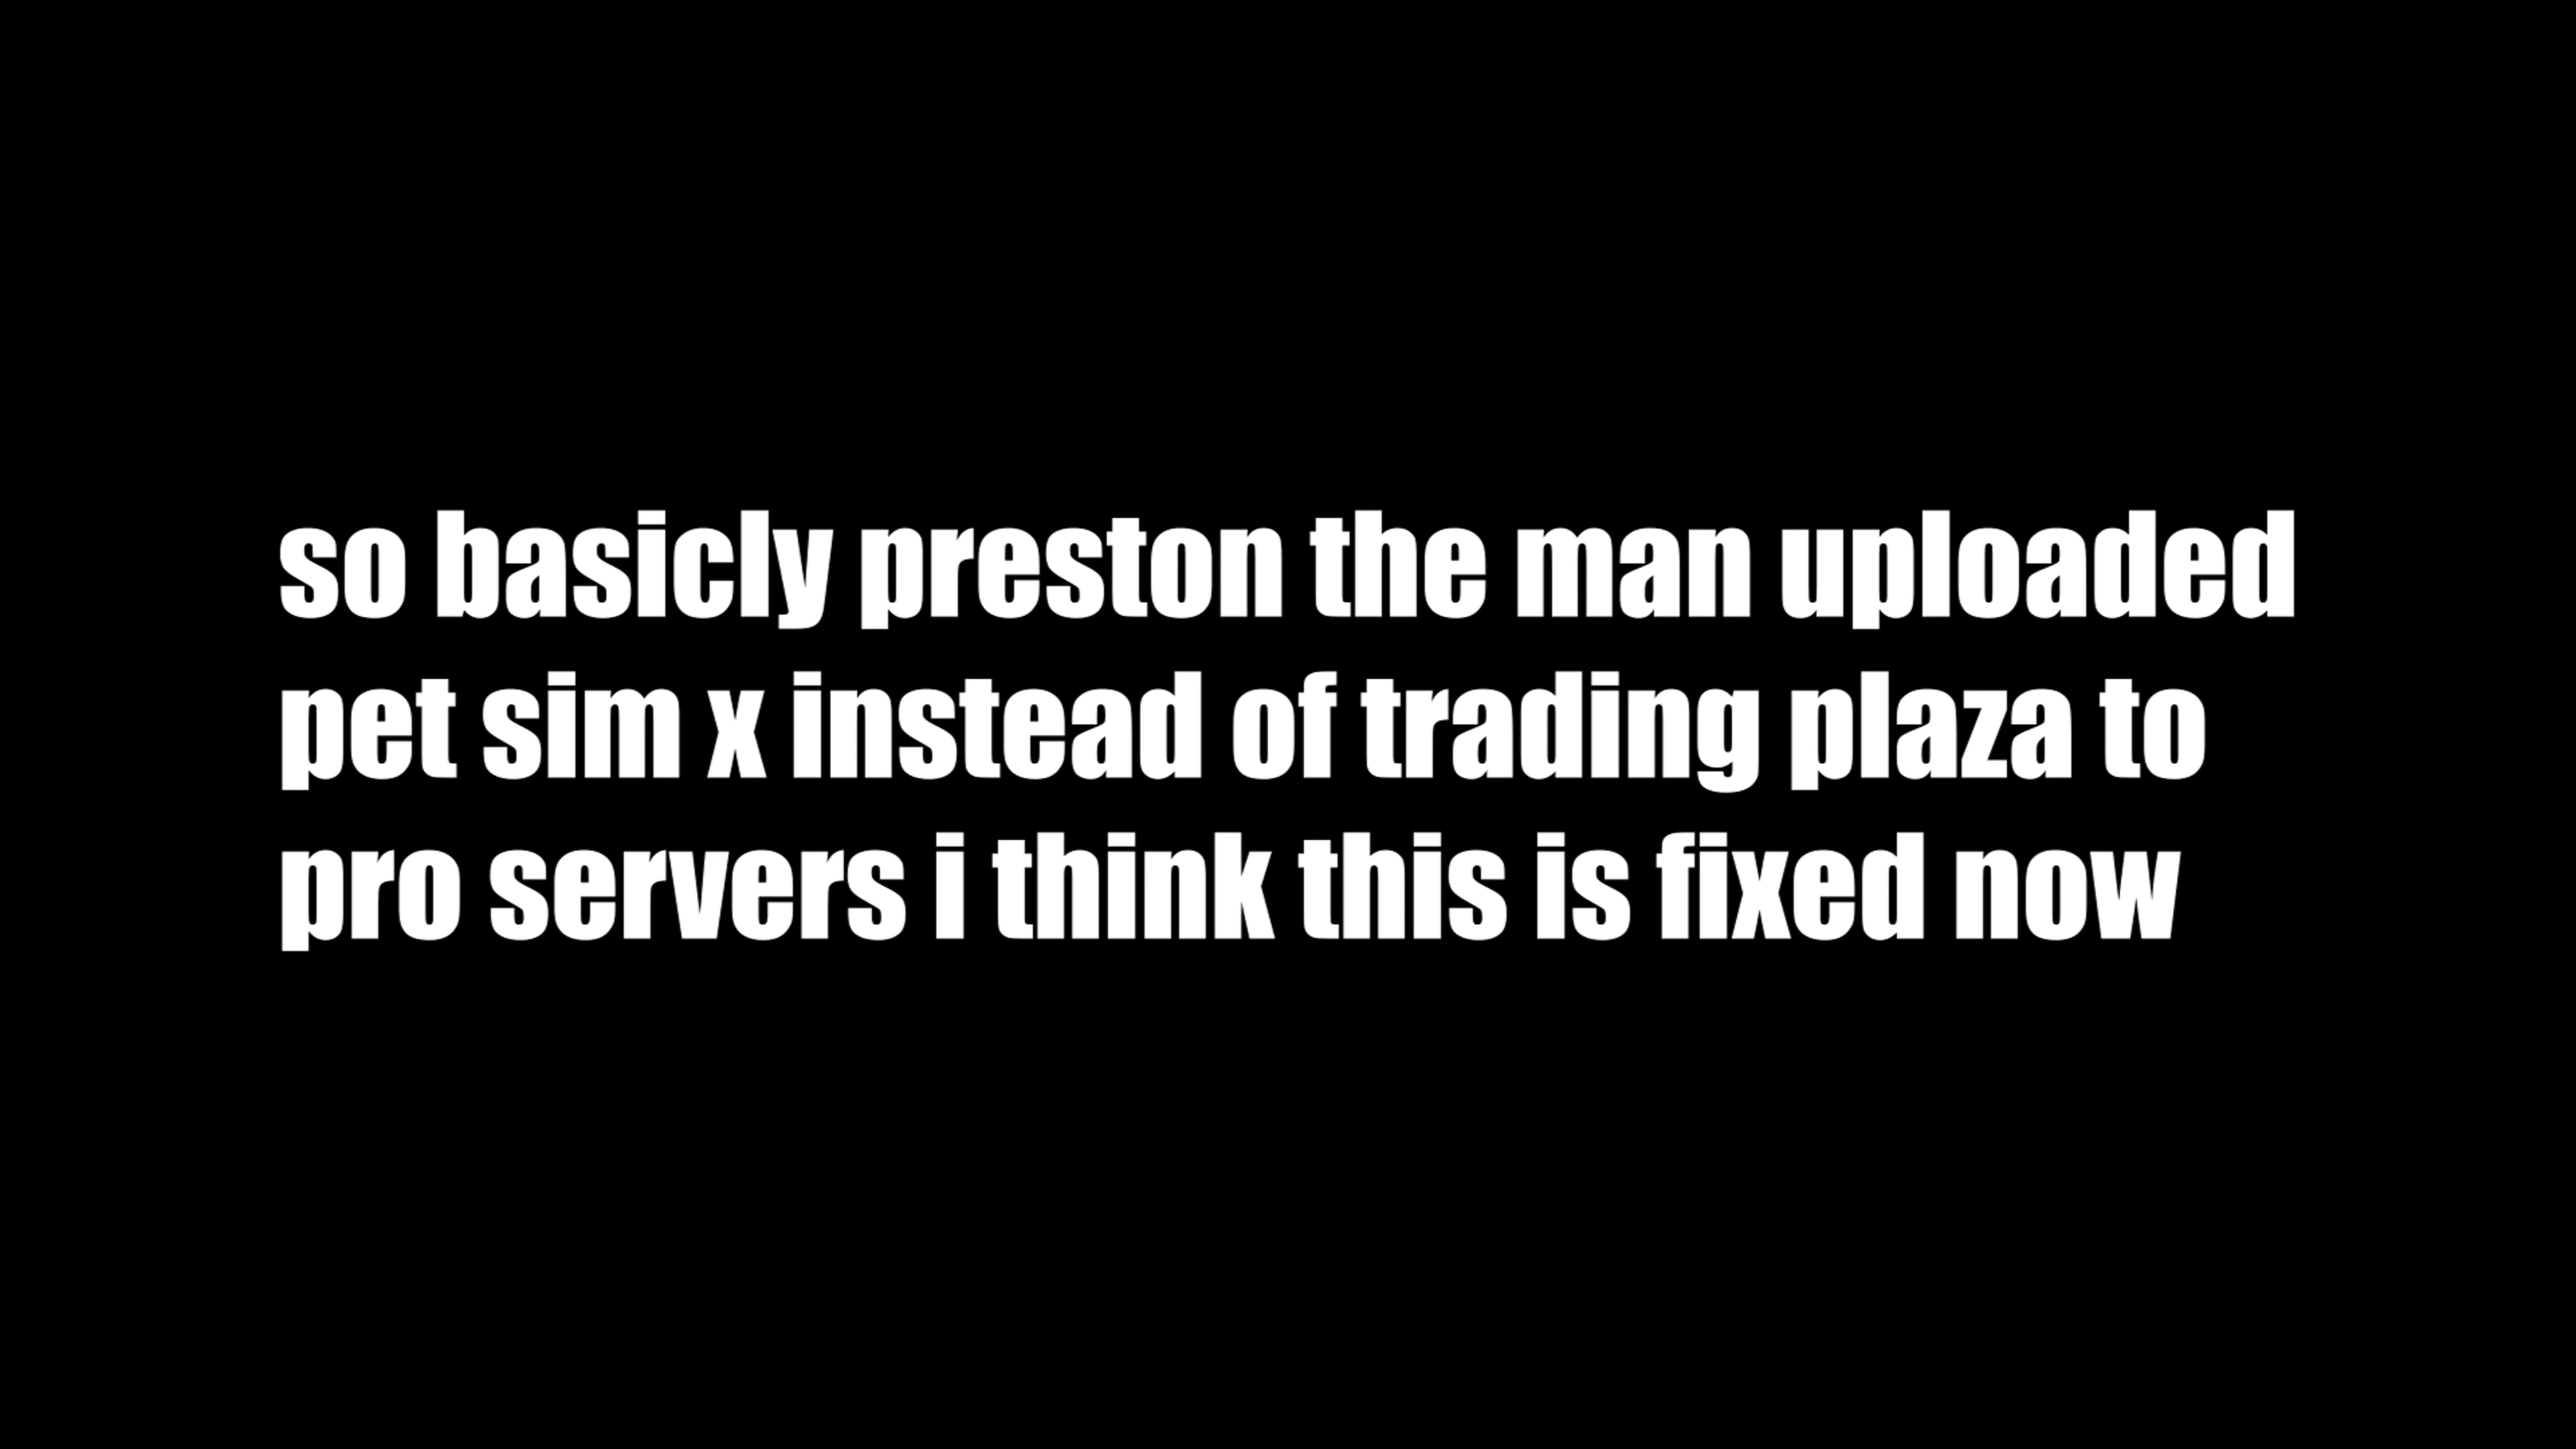 so basicly preston the man uploaded
pet sim x instead of trading plaza to
pro servers i think this is fixed now